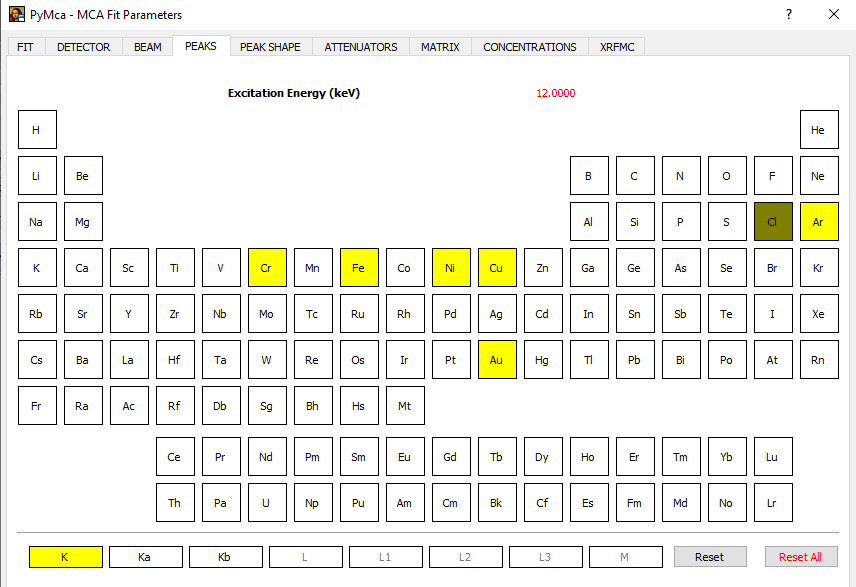 PyMca - MCA Fit Parameters ? ×
FIT DETECTOR BEAM PEAKS PEAK SHAPE ATTENUATORS MATRIX CONCENTRATIONS XRFMC
Excitation Energy (keV) 12.0000
H He
Li Be B C N O F Ne
Na Mg Al Si P S Cl Ar
K Ca Sc Ti V Cr Mn Fe Co Ni Cu Zn Ga Ge As Se Br Kr
Rb Sr Y Zr Nb Mo Tc Ru Rh Pd Ag Cd In Sn Sb Te I Xe
Cs Ba La Hf Ta W Re Os Ir Pt Au Hg Tl Pb Bi Po At Rn
Fr Ra Ac Rf Db Sg Bh Hs Mt
Ce Pr Nd Pm Sm Eu Gd Tb Dy Ho Er Tm Yb Lu
Th Pa U Np Pu Am Cm Bk Cf Es Fm Md No Lr
K Ka Kb L L1 L2 L3 M Reset Reset All